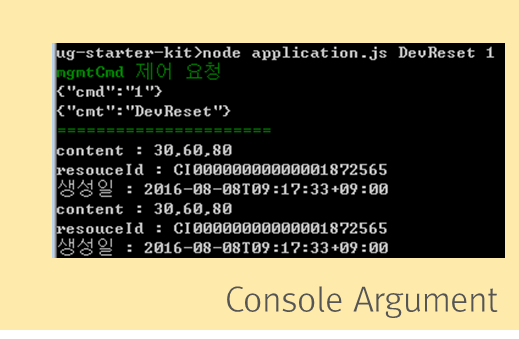 ug-starter-kit>node application.js DevReset 1
mgmtCmd 제어 요청
{"cmd":"1"}
{"cmt":"DevReset"}
=======================
content : 30,60,80
resouceId : CI00000000000001872565
생성일 : 2016-08-08T09:17:33+09:00
content : 30,60,80
resouceId : CI00000000000001872565
생성일 : 2016-08-08T09:17:33+09:00
Console Argument